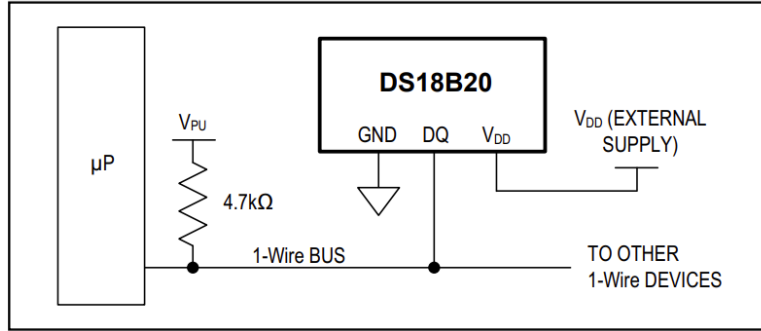 DS18B20
GND DQ VDD
VDD (EXTERNAL
SUPPLY)
VPU
µP
4.7kΩ
1-Wire BUS
TO OTHER
1-Wire DEVICES